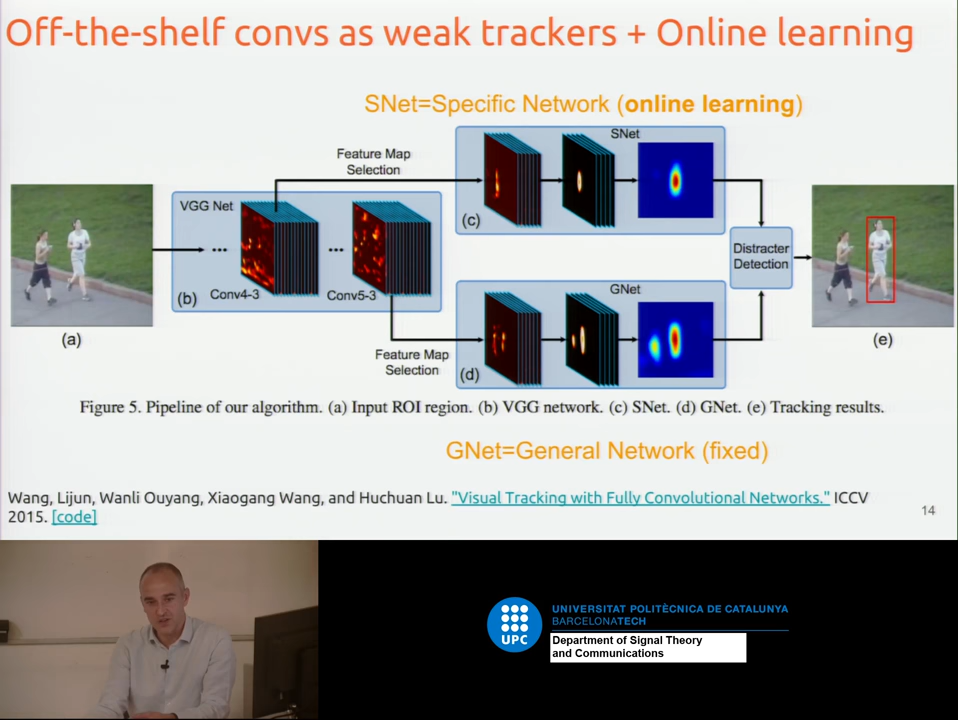 Off-the-shelf convs as weak trackers + Online learning
SNet=Specific Network (online learning)
SNet
Feature Map
Selection
VGG Net
(c)
...
...
Distracter
Detection
(b)
Conv4-3
Conv5-3
GNet
(a)
(e)
Feature Map
Selection
(d)
Figure 5. Pipeline of our algorithm. (a) Input ROI region. (b) VGG network. (c) SNet. (d) GNet. (e) Tracking results.
GNet=General Network (fixed)
Wang, Lijun, Wanli Ouyang, Xiaogang Wang, and Huchuan Lu. "Visual Tracking with Fully Convolutional Networks." ICCV
2015. [code]
14
UPC
UNIVERSITAT POLITÈCNICA DE CATALUNYA
BARCELONATECH
Department of Signal Theory
and Communications